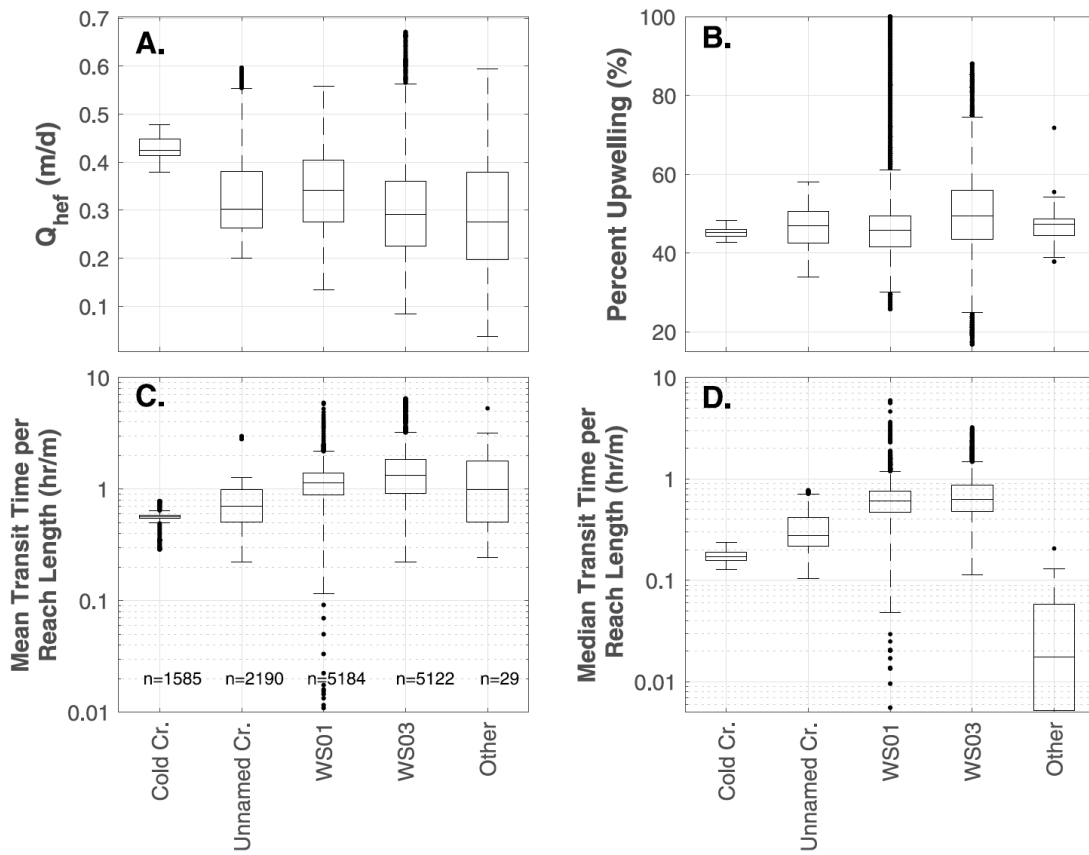 A.
Q_hef (m/d)
0.7
0.6
0.5
0.4
0.3
0.2
0.1
B.
Percent Upwelling (%)
100
80
60
40
20
C.
Mean Transit Time per
Reach Length (hr/m)
10
1
0.1
0.01
n=1585 n=2190 n=5184 n=5122 n=29
Cold Cr.
Unnamed Cr.
WS01
WS03
Other
D.
Median Transit Time per
Reach Length (hr/m)
10
1
0.1
0.01
Cold Cr.
Unnamed Cr.
WS01
WS03
Other